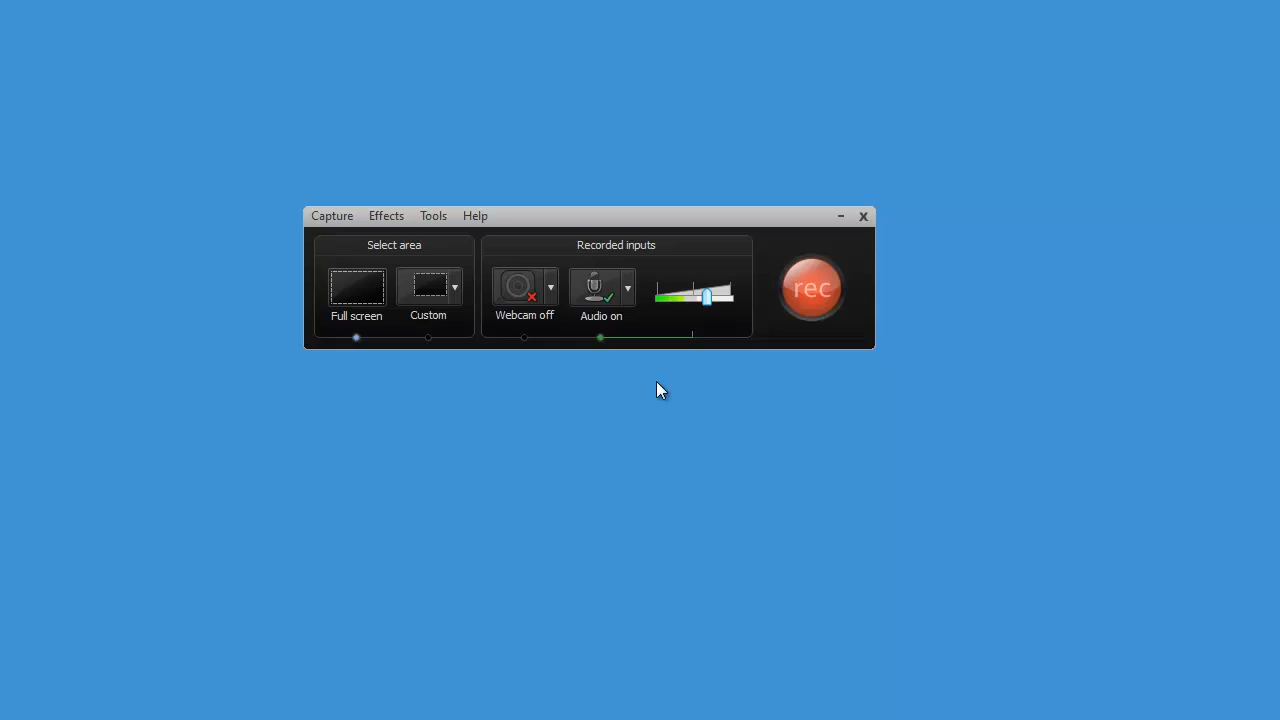 Capture Effects Tools Help
Select area
Recorded inputs
Full screen
Custom
Webcam off
Audio on
rec